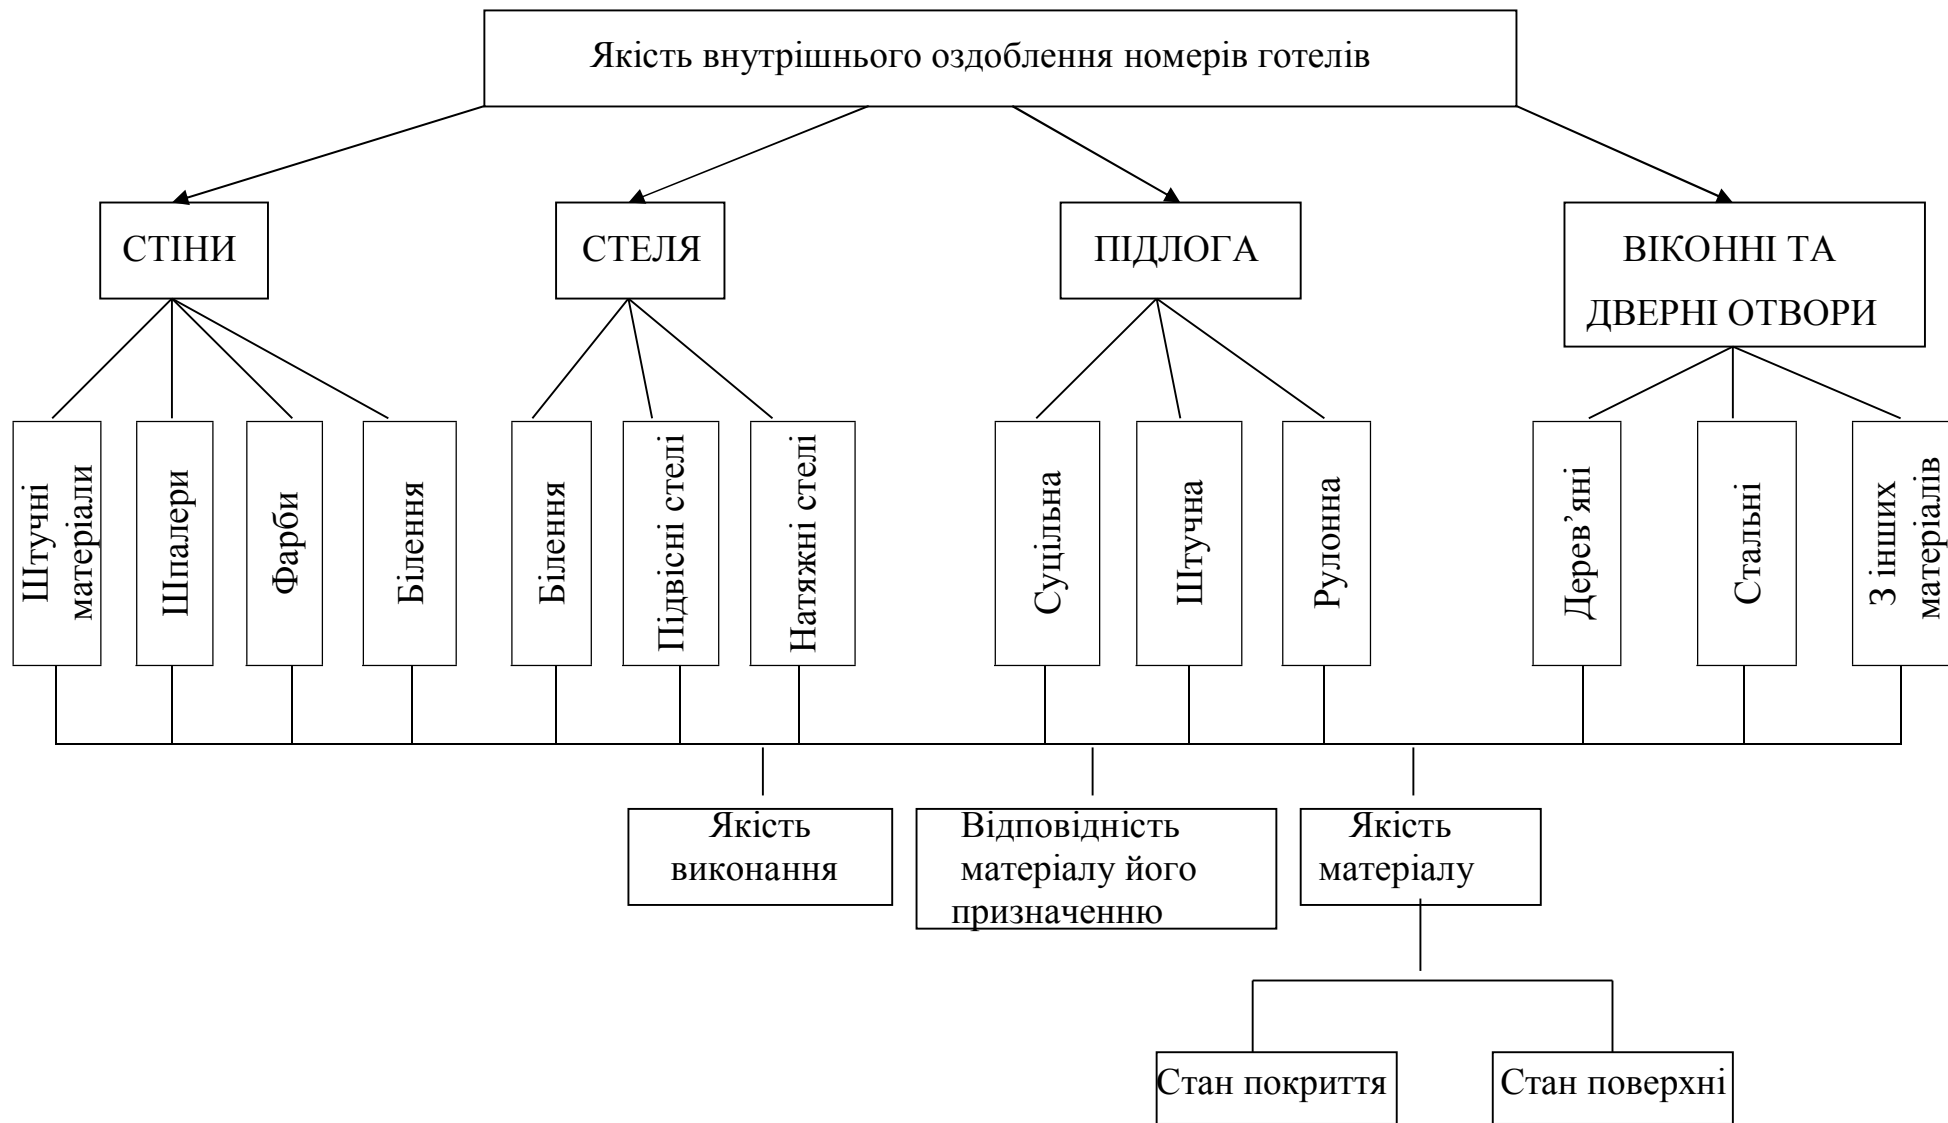 Якість внутрішнього оздоблення номерів готелів
СТІНИ
СТЕЛЯ
ПІДЛОГА
ВІКОННІ ТА
ДВЕРНІ ОТВОРИ
Штучні
матеріали
Шпалери
Фарби
Білення
Білення
Підвісні стелі
Натяжні стелі
Суцільна
Штучна
Рулонна
Дерев’яні
Стальні
З інших
матеріалів
Якість
виконання
Відповідність
матеріалу його
призначенню
Якість
матеріалу
Стан покриття
Стан поверхні